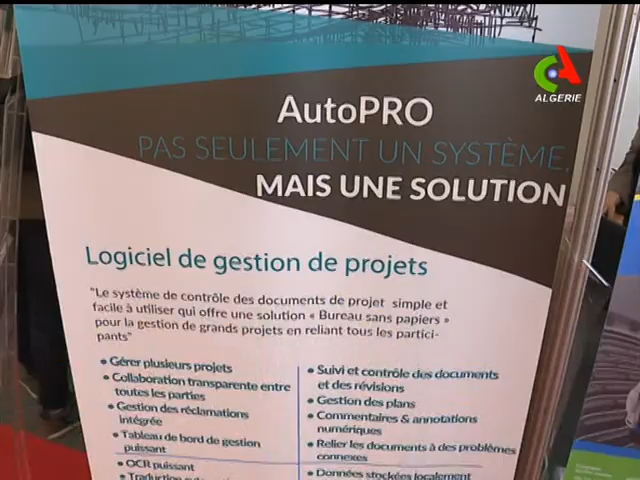 ALGERIE
AutoPRO
PAS SEULEMENT UN SYSTÈME,
MAIS UNE SOLUTION
Logiciel de gestion de projets
"Le système de contrôle des documents de projet simple et
facile à utiliser qui offre une solution « Bureau sans papiers »
pour la gestion de grands projets en reliant tous les partici-
pants"
• Gérer plusieurs projets
• Collaboration transparente entre
toutes les parties
• Gestion des réclamations
intégrée
• Tableau de bord de gestion
puissant
• OCR puissant
• Suivi et contrôle des documents
et des révisions
• Gestion des plans
• Commentaires & annotations
numériques
• Relier les documents à des problèmes
connexes
• Données stockées localement